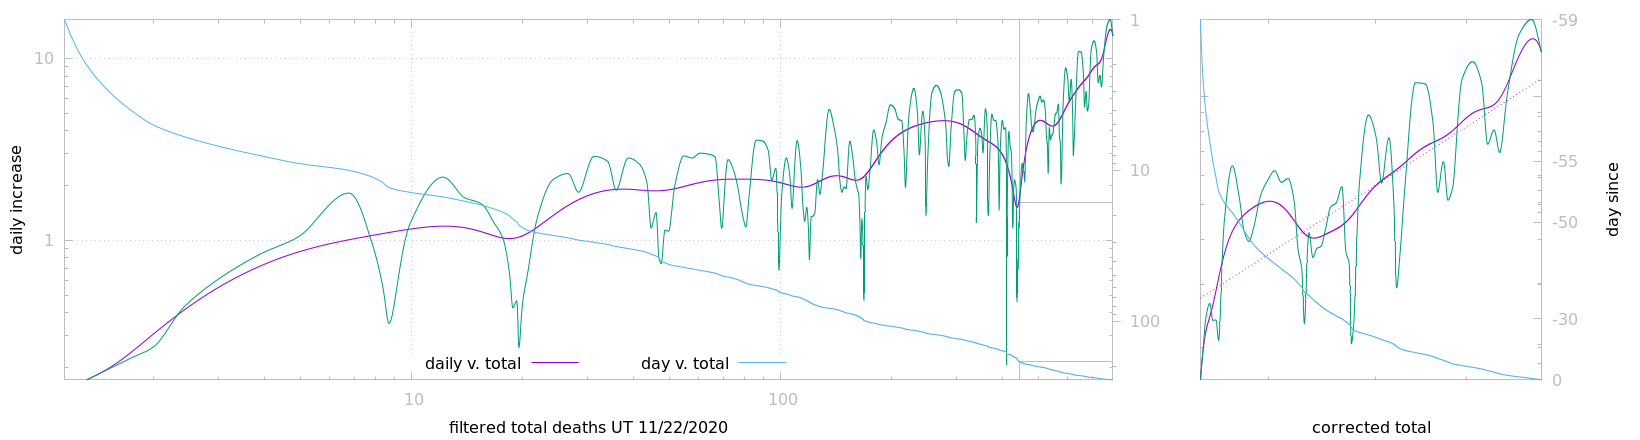 1
-59
10
daily increase
10
-55
-50
day since
1
100
-30
daily v. total
day v. total
0
10
100
filtered total deaths UT 11/22/2020
corrected total